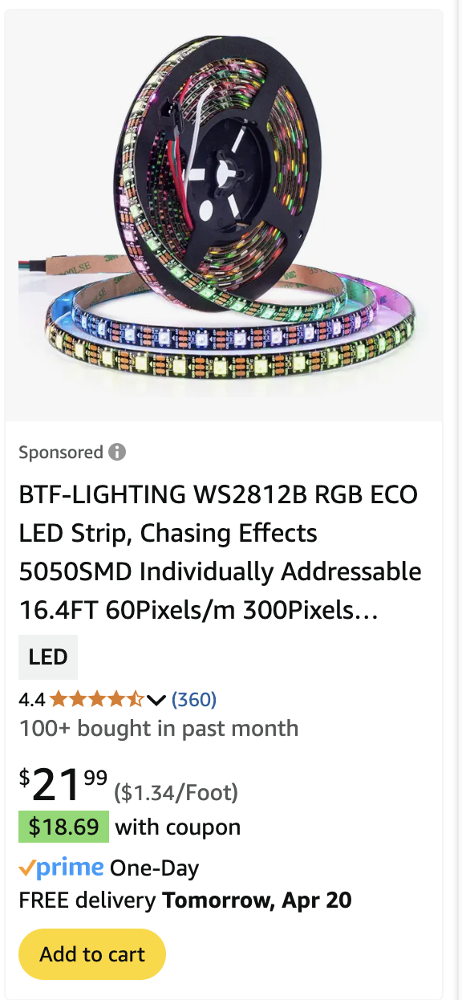 Sponsored
BTF-LIGHTING WS2812B RGB ECO
LED Strip, Chasing Effects
5050SMD Individually Addressable
16.4FT 60Pixels/m 300Pixels…
LED
4.4 (360)
100+ bought in past month
$21.99 ($1.34/Foot)
$18.69 with coupon
prime One-Day
FREE delivery Tomorrow, Apr 20
Add to cart